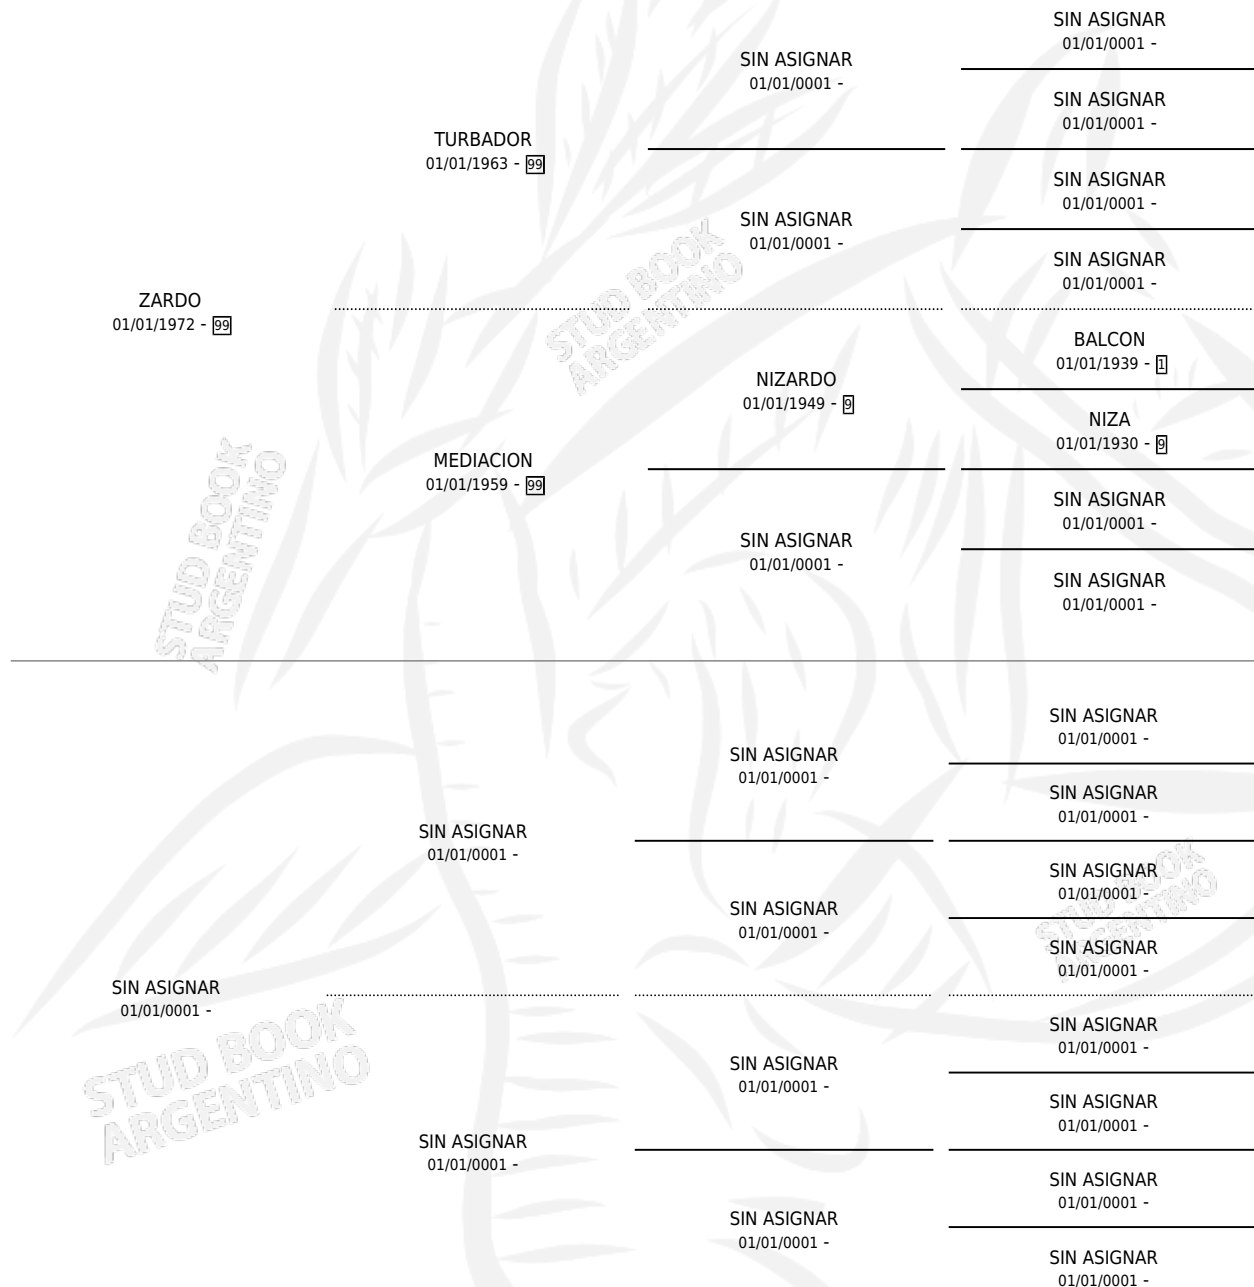 SIN ASIGNAR
01/01/0001 -
SIN ASIGNAR
01/01/0001 -
SIN ASIGNAR
01/01/0001 -
TURBADOR
01/01/1963 - 99
SIN ASIGNAR
01/01/0001 -
SIN ASIGNAR
01/01/0001 -
SIN ASIGNAR
01/01/0001 -
STUD BOOK
ARGENTINO
ZARDO
01/01/1972 - 99
BALCON
01/01/1939 - 1
NIZARDO
01/01/1949 - 9
NIZA
01/01/1930 - 9
MEDIACION
01/01/1959 - 99
SIN ASIGNAR
01/01/0001 -
SIN ASIGNAR
01/01/0001 -
SIN ASIGNAR
01/01/0001 -
STUD BOOK
ARGENTINO
SIN ASIGNAR
01/01/0001 -
SIN ASIGNAR
01/01/0001 -
SIN ASIGNAR
01/01/0001 -
SIN ASIGNAR
01/01/0001 -
SIN ASIGNAR
01/01/0001 -
SIN ASIGNAR
01/01/0001 -
SIN ASIGNAR
01/01/0001 -
STUD BOOK
ARGENTINO
SIN ASIGNAR
01/01/0001 -
SIN ASIGNAR
01/01/0001 -
STUD BOOK
ARGENTINO
SIN ASIGNAR
01/01/0001 -
SIN ASIGNAR
01/01/0001 -
SIN ASIGNAR
01/01/0001 -
SIN ASIGNAR
01/01/0001 -
SIN ASIGNAR
01/01/0001 -
SIN ASIGNAR
01/01/0001 -